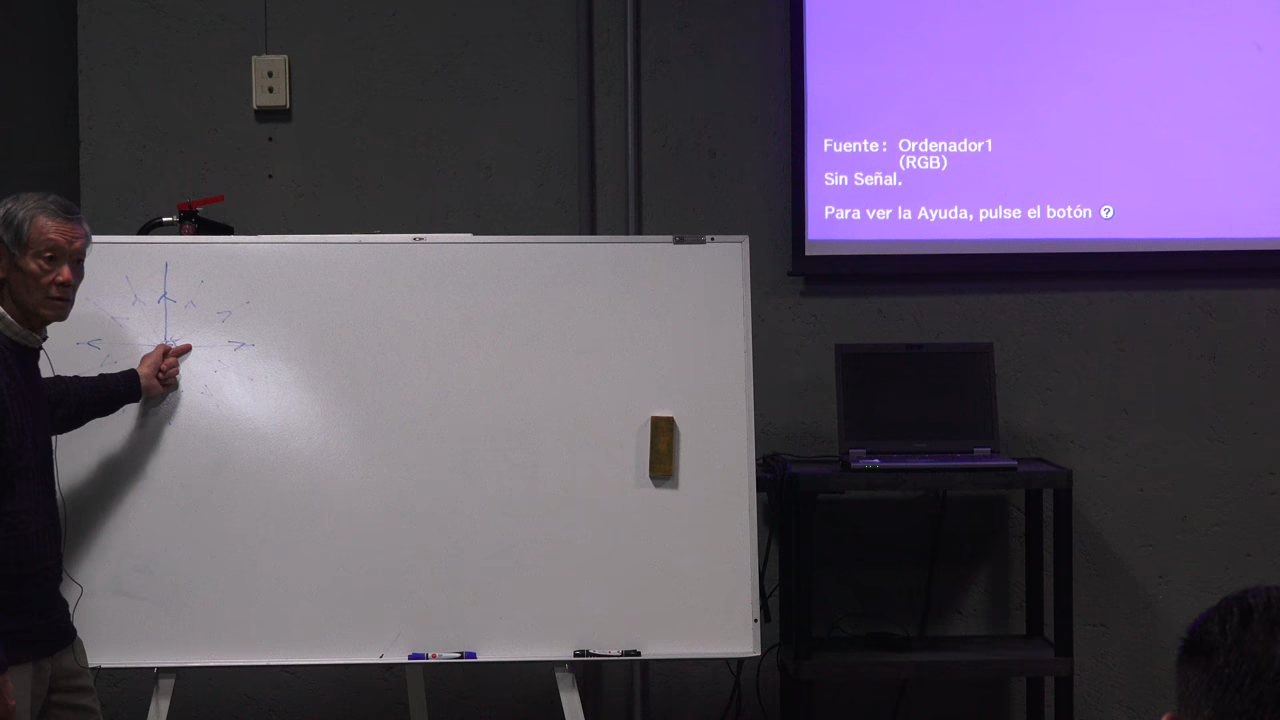 Fuente: Ordenador1
(RGB)
Sin Señal.
Para ver la Ayuda, pulse el botón ?